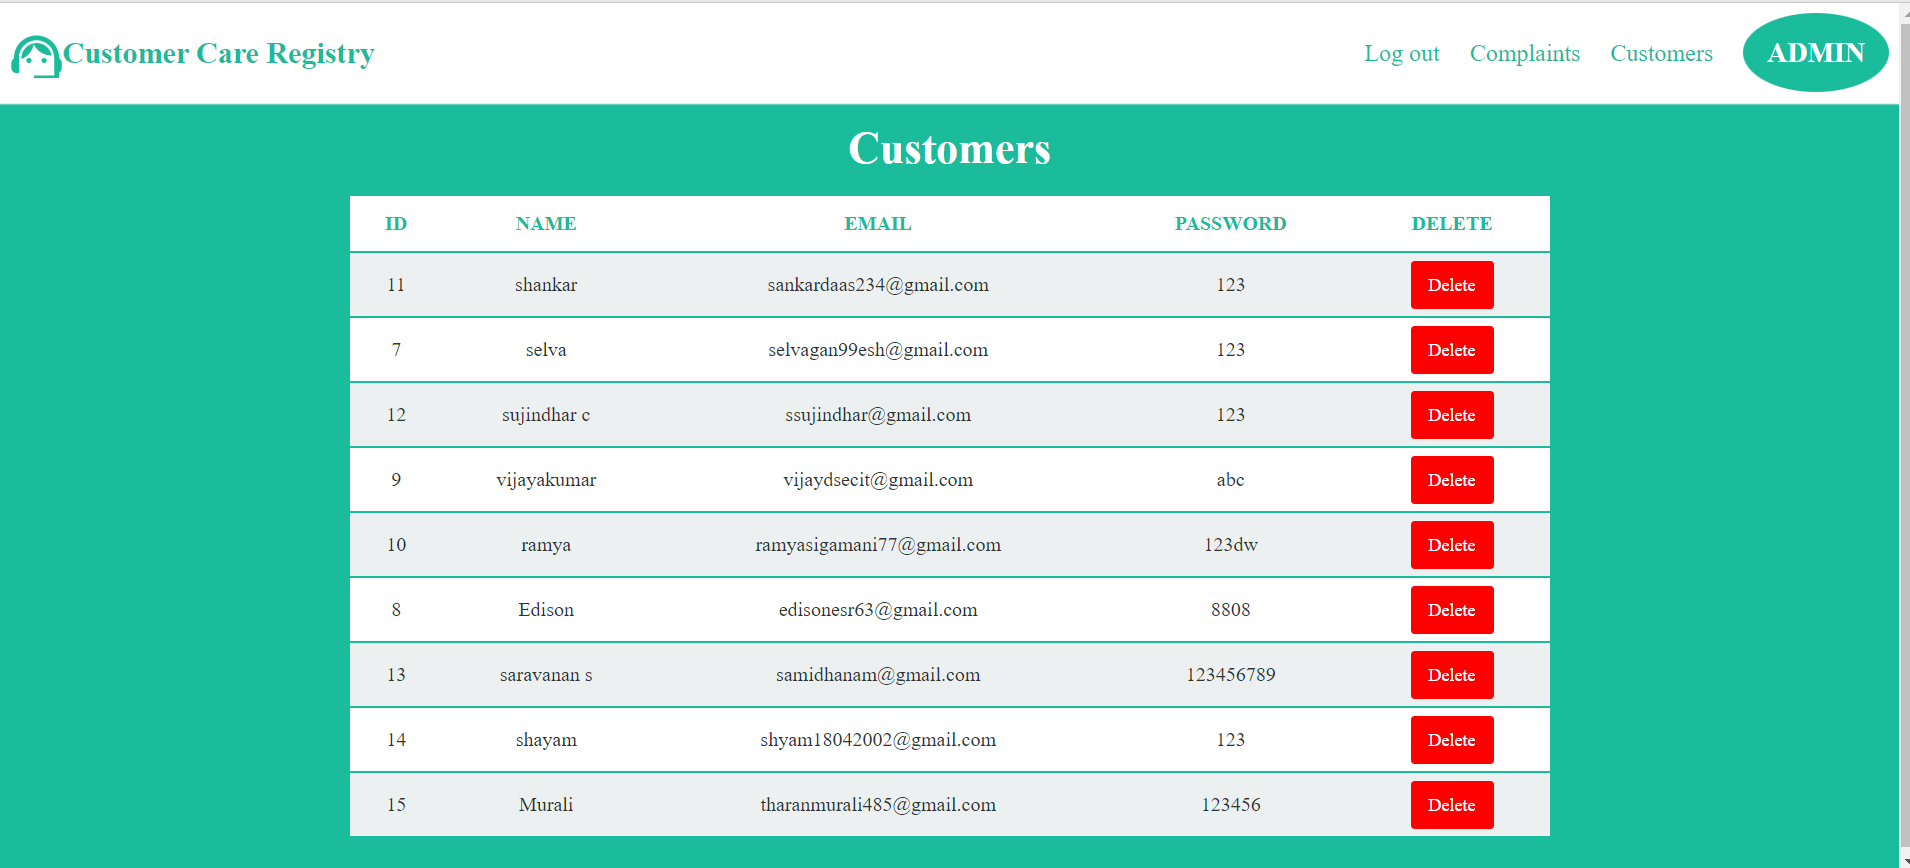 Customer Care Registry Log out Complaints Customers ADMIN
Customers
ID NAME EMAIL PASSWORD DELETE
11 shankar sankardaas234@gmail.com 123 Delete
7 selva selvagan99esh@gmail.com 123 Delete
12 sujindhar c ssujindhar@gmail.com 123 Delete
9 vijayakumar vijaydsecit@gmail.com abc Delete
10 ramya ramyasigamani77@gmail.com 123dw Delete
8 Edison edisonesr63@gmail.com 8808 Delete
13 saravanan s samidhanam@gmail.com 123456789 Delete
14 shayam shyam18042002@gmail.com 123 Delete
15 Murali tharanmurali485@gmail.com 123456 Delete